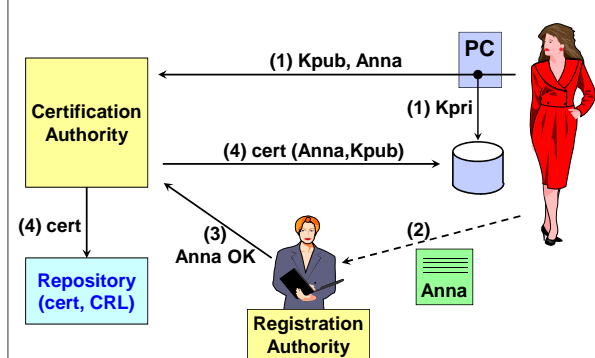 PC
(1) Kpub, Anna
Certification
Authority
(1) Kpri
(4) cert (Anna,Kpub)
(4) cert
(3)
Anna OK
(2)
Repository
(cert, CRL)
Anna
Registration
Authority